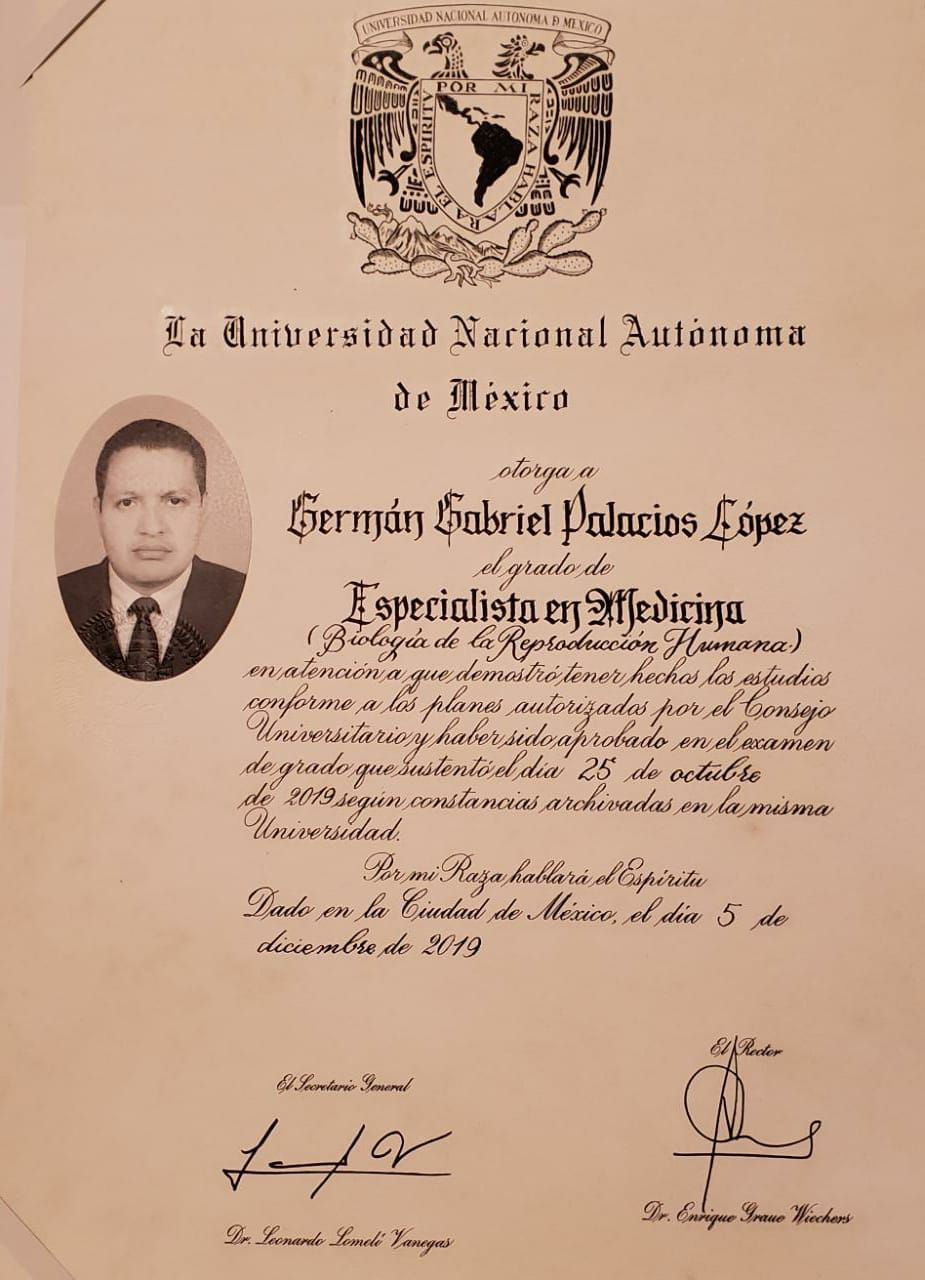 UNIVERSIDAD NACIONAL AUTONOMA D MEXICO
POR MI RAZA HABLARA EL ESPIRITV
La Universidad Nacional Autónoma
de México
otorga a
Germán Gabriel Palacios López
el grado de
Especialista en Medicina
(Biología de la Reproducción Humana)
en atención a que demostró tener hechos los estudios
conforme a los planes autorizados por el Consejo
Universitario y haber sido aprobado en el examen
de grado que sustentó el día 25 de octubre
de 2019 según constancias archivadas en la misma
Universidad.
Por mi Raza hablará el Espíritu
Dado en la Ciudad de México, el día 5 de
diciembre de 2019
El Secretario General
Dr. Leonardo Lomelí Vanegas
El Rector
Dr. Enrique Graue Wiechers